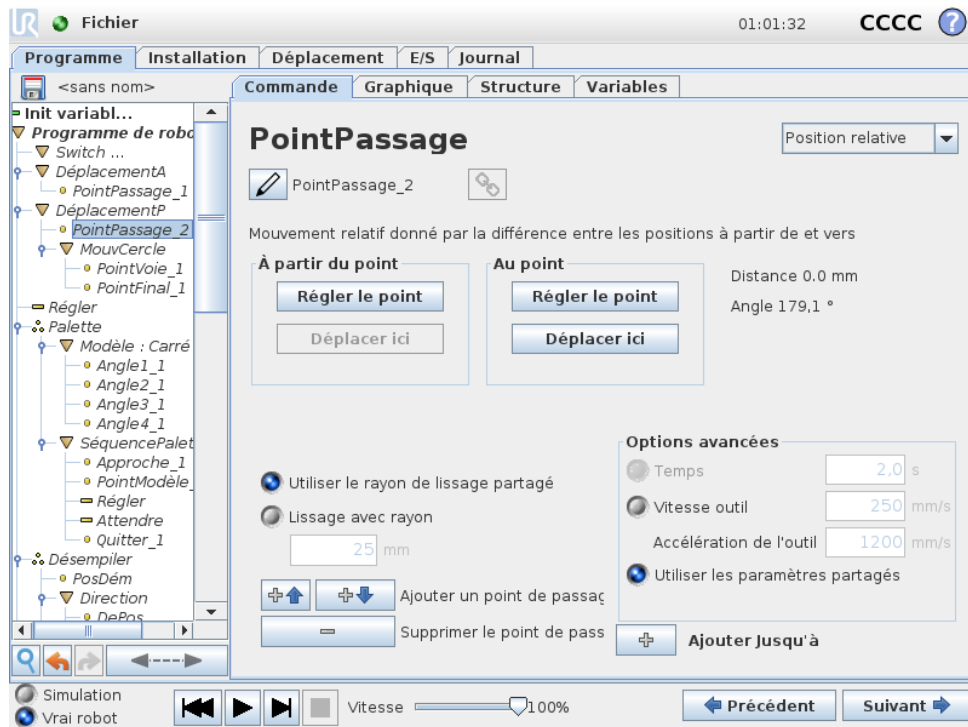 UR Fichier 01:01:32 CCCC ?
Programme Installation Déplacement E/S Journal
<sans nom>
Commande Graphique Structure Variables
Init variabl...
Programme de robo
Switch ...
DéplacementA
PointPassage_1
DéplacementP
PointPassage_2
MouvCercle
PointVoie_1
PointFinal_1
Régler
Palette
Modèle : Carré
Angle1_1
Angle2_1
Angle3_1
Angle4_1
SéquencePalet
Approche_1
PointModèle_
Régler
Attendre
Quitter_1
Désempiler
PosDém
Direction
DePos
PointPassage
Position relative
PointPassage_2
Mouvement relatif donné par la différence entre les positions à partir de et vers
À partir du point
Régler le point
Déplacer ici
Au point
Régler le point
Déplacer ici
Distance 0.0 mm
Angle 179,1 °
Utiliser le rayon de lissage partagé
Lissage avec rayon
25 mm
Ajouter un point de passag
Supprimer le point de pass
Options avancées
Temps 2,0 s
Vitesse outil 250 mm/s
Accélération de l'outil 1200 mm/s
Utiliser les paramètres partagés
Ajouter Jusqu'à
Simulation
Vrai robot
Vitesse 100%
Précédent
Suivant